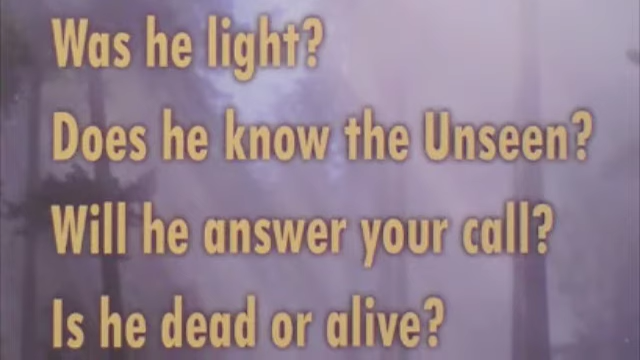 Was he light?
Does he know the Unseen?
Will he answer your call?
Is he dead or alive?